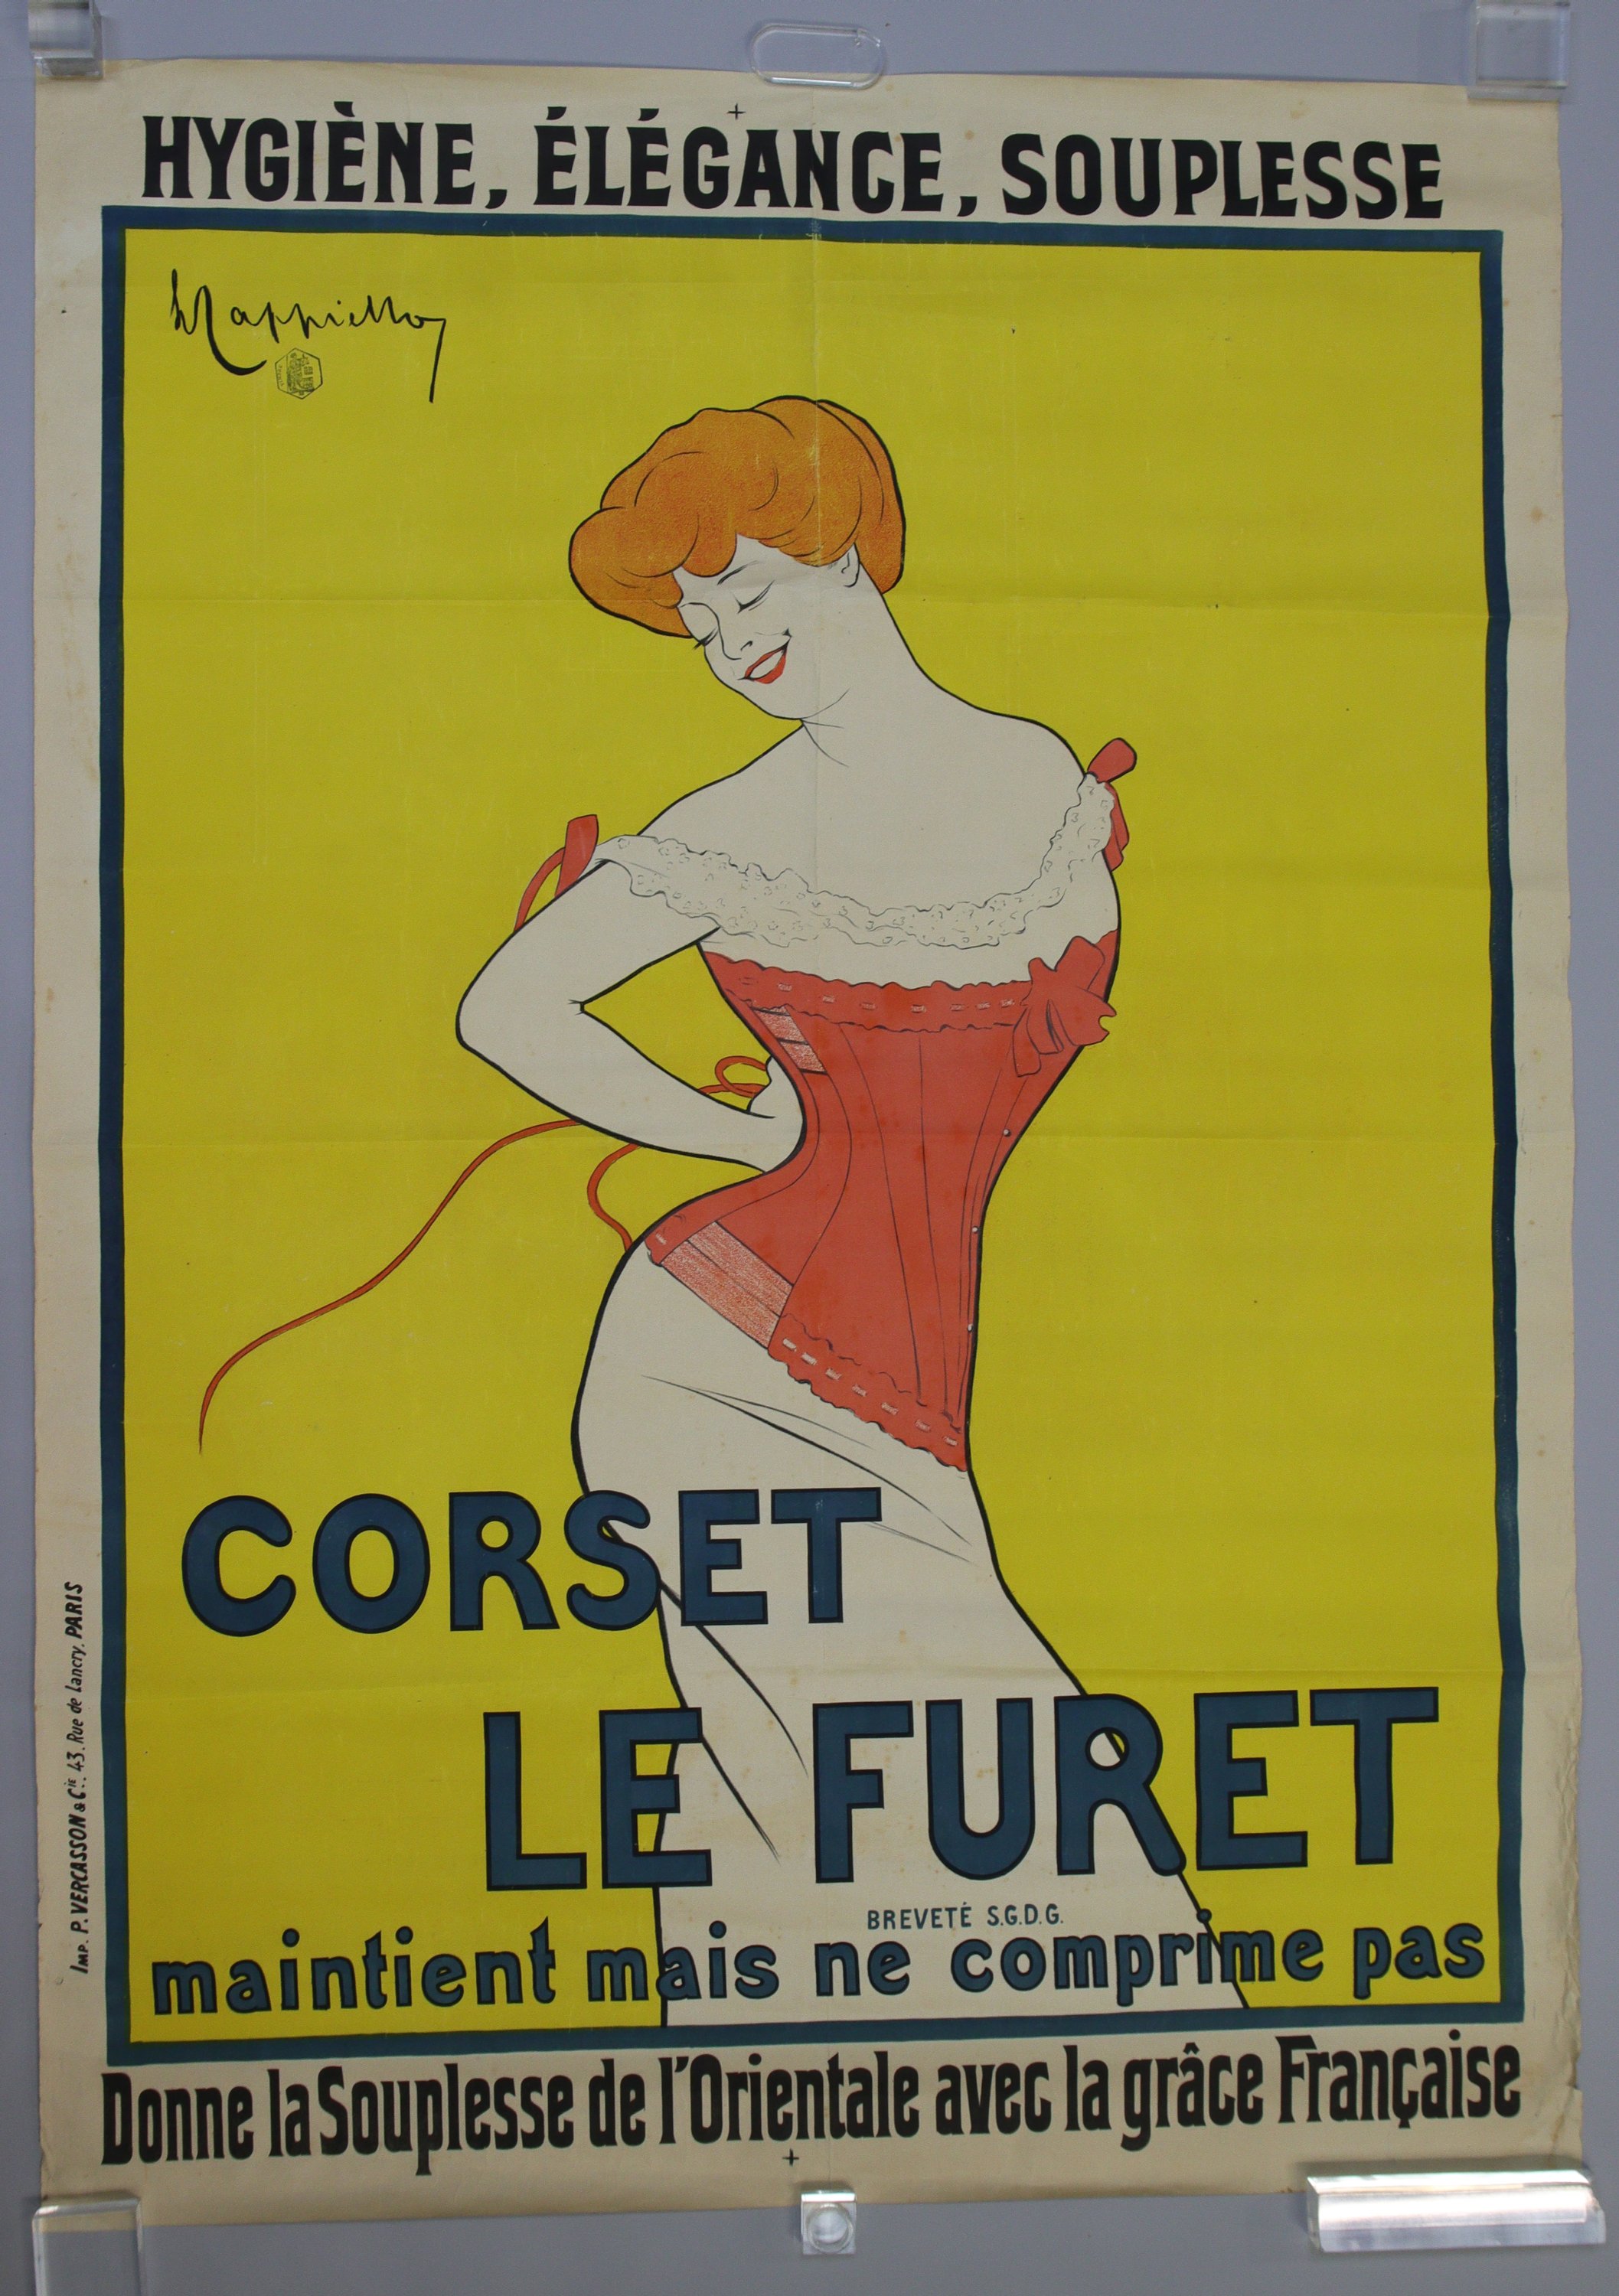 HYGIÈNE, ÉLÉGANCE, SOUPLESSE
L Cappiello
CORSET
LE FURET
BREVETÉ S.G.D.G.
maintient mais ne comprime pas
Donne la Souplesse de l'Orientale avec la grâce Française
IMP. P. VERCASSON & Cie. 43. Rue de Lancry. PARIS